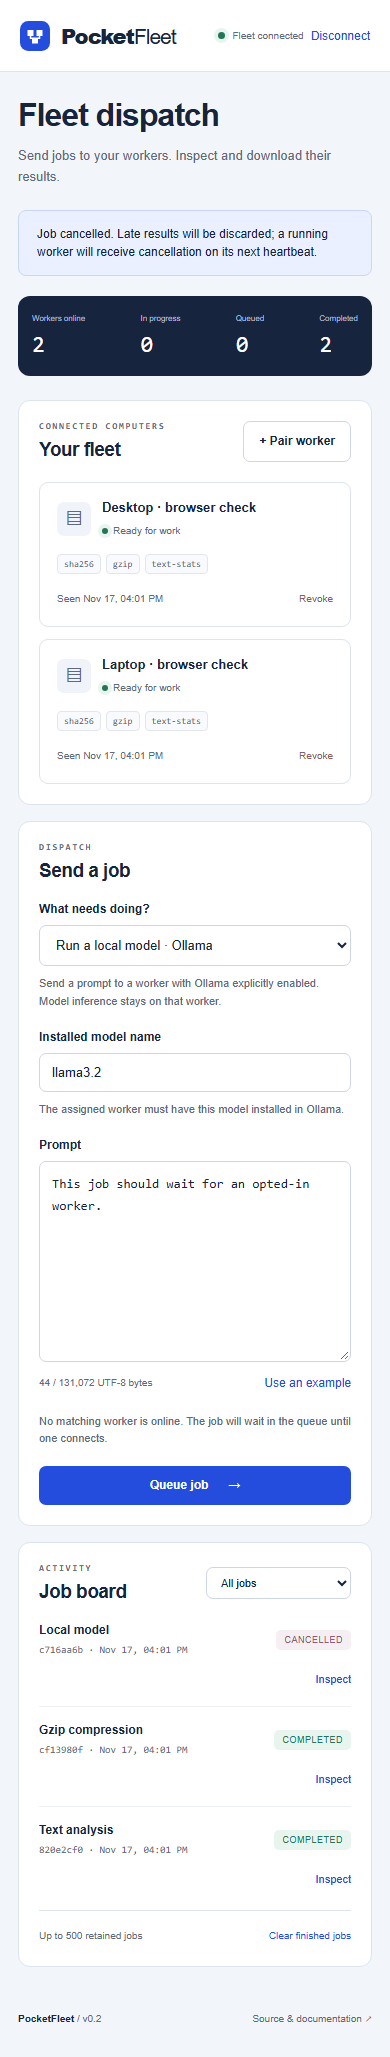 PocketFleet
Fleet connected
Disconnect
Fleet dispatch
Send jobs to your workers. Inspect and download their
results.
Job cancelled. Late results will be discarded; a running
worker will receive cancellation on its next heartbeat.
Workers online
2
In progress
0
Queued
0
Completed
2
CONNECTED COMPUTERS
Your fleet
+ Pair worker
Desktop · browser check
Ready for work
sha256
gzip
text-stats
Seen Nov 17, 04:01 PM
Revoke
Laptop · browser check
Ready for work
sha256
gzip
text-stats
Seen Nov 17, 04:01 PM
Revoke
DISPATCH
Send a job
What needs doing?
Run a local model · Ollama
Send a prompt to a worker with Ollama explicitly enabled.
Model inference stays on that worker.
Installed model name
llama3.2
The assigned worker must have this model installed in Ollama.
Prompt
This job should wait for an opted-in
worker.
44 / 131,072 UTF-8 bytes
Use an example
No matching worker is online. The job will wait in the queue until
one connects.
Queue job →
ACTIVITY
Job board
All jobs
Local model
c716aa6b · Nov 17, 04:01 PM
CANCELLED
Inspect
Gzip compression
cf13980f · Nov 17, 04:01 PM
COMPLETED
Inspect
Text analysis
820e2cf0 · Nov 17, 04:01 PM
COMPLETED
Inspect
Up to 500 retained jobs
Clear finished jobs
PocketFleet / v0.2
Source & documentation ↗